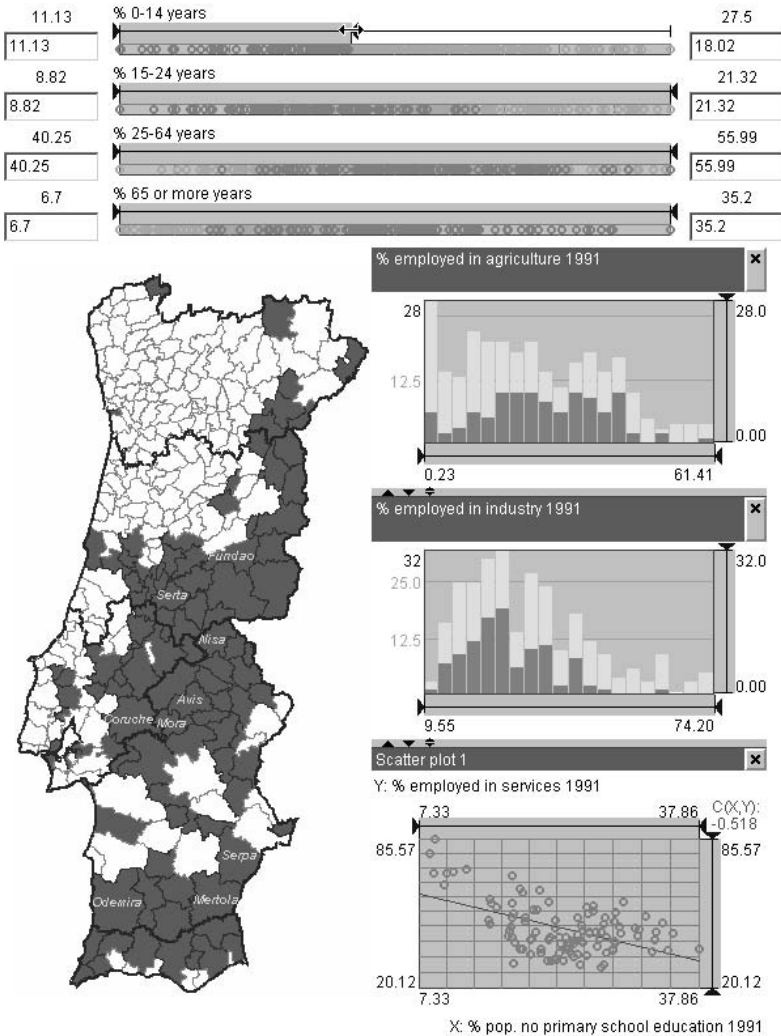 11.13 % 0-14 years 27.5
11.13 18.02
8.82 % 15-24 years 21.32
8.82 21.32
40.25 % 25-64 years 55.99
40.25 55.99
6.7 % 65 or more years 35.2
6.7 35.2
% employed in agriculture 1991
28 28.0
12.5
0.00
0.23 61.41
% employed in industry 1991
32 32.0
25.0
12.5
0.00
9.55 74.20
Scatter plot 1
Y: % employed in services 1991
7.33 37.86 C(X,Y):
-0.518
85.57 85.57
20.12 20.12
7.33 37.86
X: % pop. no primary school education 1991
Fundao
Serta
Nisa
Avis
Coruche Mora
Serpa
Odemira Mertola